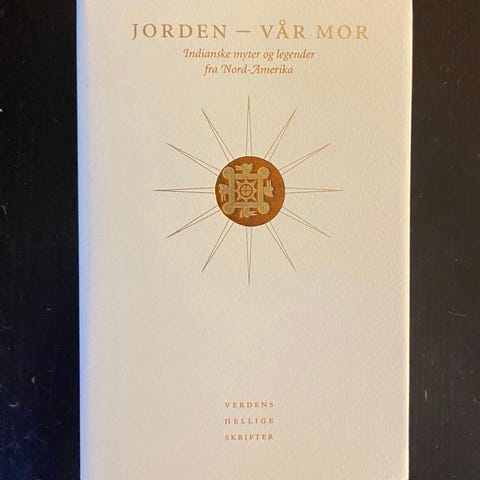 JORDEN – VÅR MOR
Indianske myter og legender
fra Nord-Amerika
VERDENS
HELLIGE
SKRIFTER